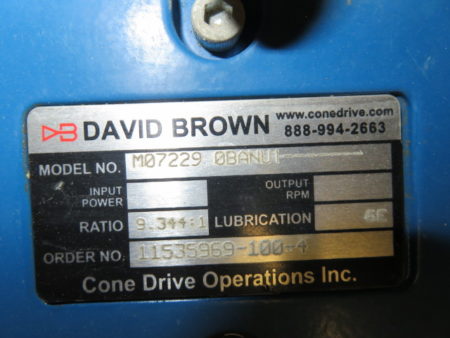 DAVID BROWN www.conedrive.com
888-994-2663
MODEL NO. M07229 0BANU1
INPUT POWER OUTPUT RPM
RATIO 9.344:1 LUBRICATION
ORDER NO. 11535969-100-4
Cone Drive Operations Inc.